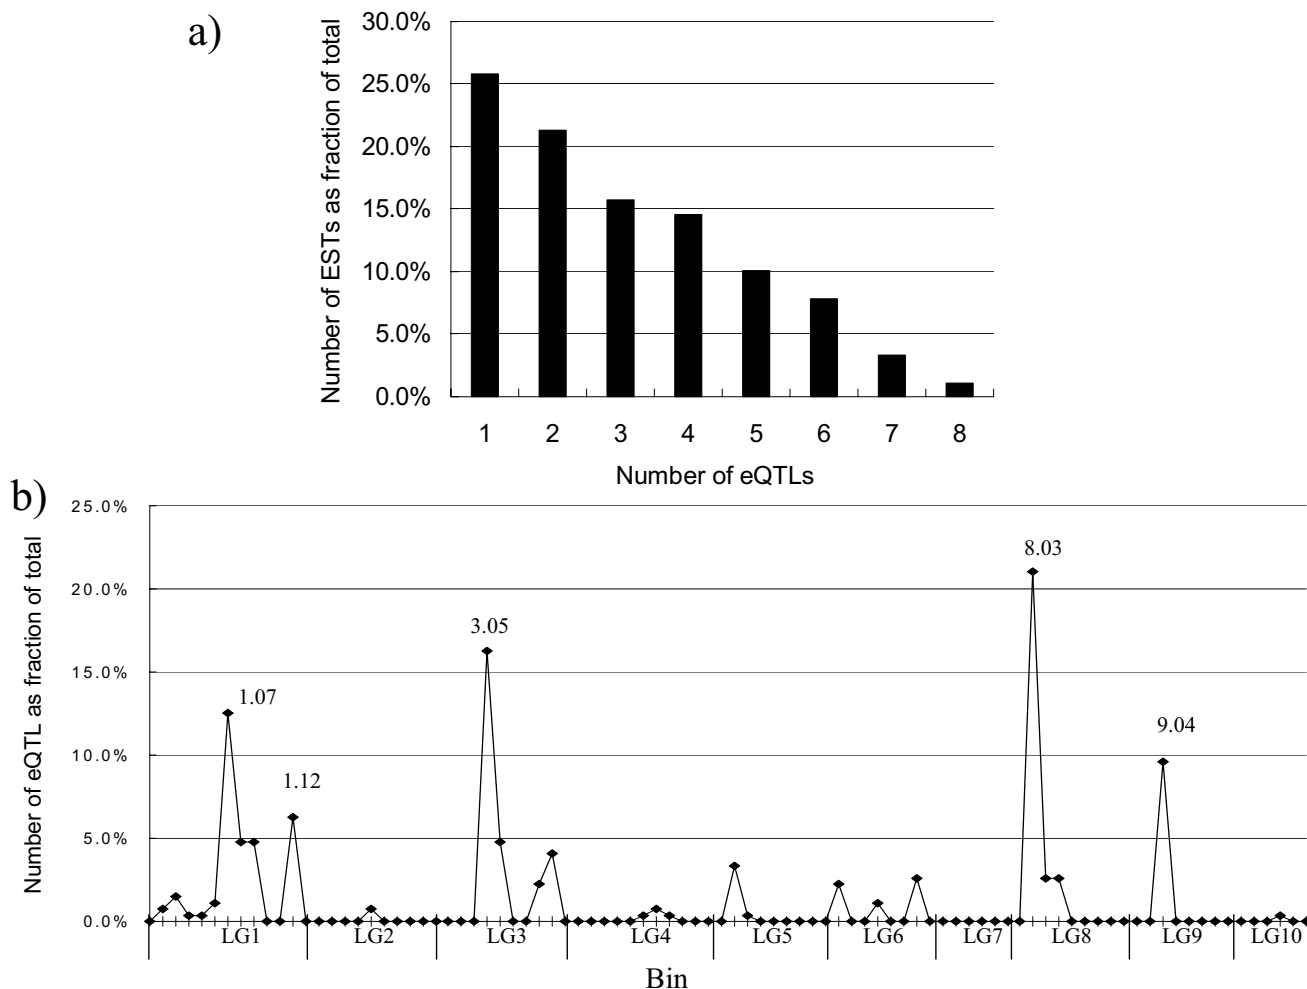 a)
Number of ESTs as fraction of total
30.0%
25.0%
20.0%
15.0%
10.0%
5.0%
0.0%
1 2 3 4 5 6 7 8
Number of eQTLs
b)
Number of eQTL as fraction of total
25.0%
20.0%
15.0%
10.0%
5.0%
0.0%
1.07
1.12
3.05
8.03
9.04
LG1 LG2 LG3 LG4 LG5 LG6 LG7 LG8 LG9 LG10
Bin